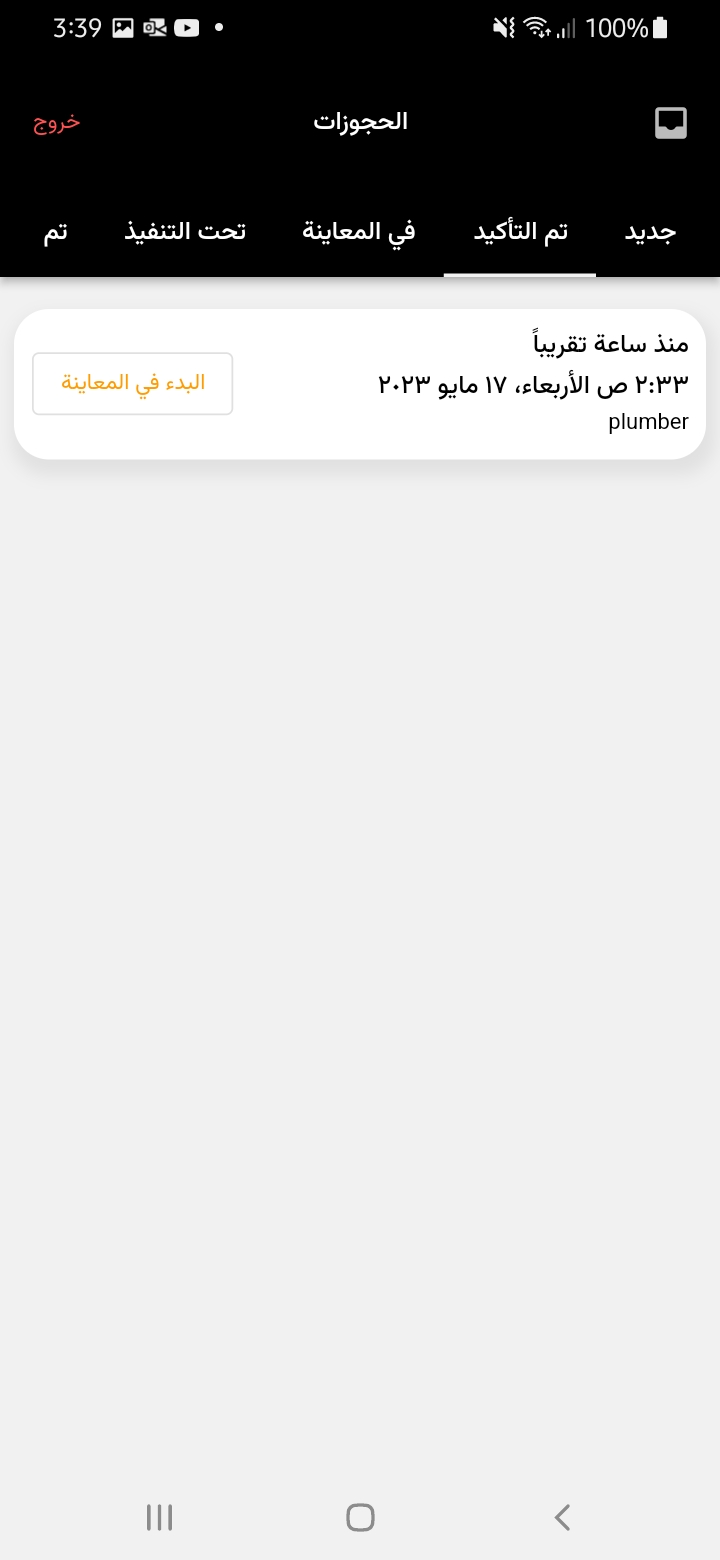 3:39
100%
الحجوزات
خروج
جديد
تم التأكيد
في المعاينة
تحت التنفيذ
تم
منذ ساعة تقريباً
٢:٣٣ ص الأربعاء، ١٧ مايو ٢٠٢٣
plumber
البدء في المعاينة